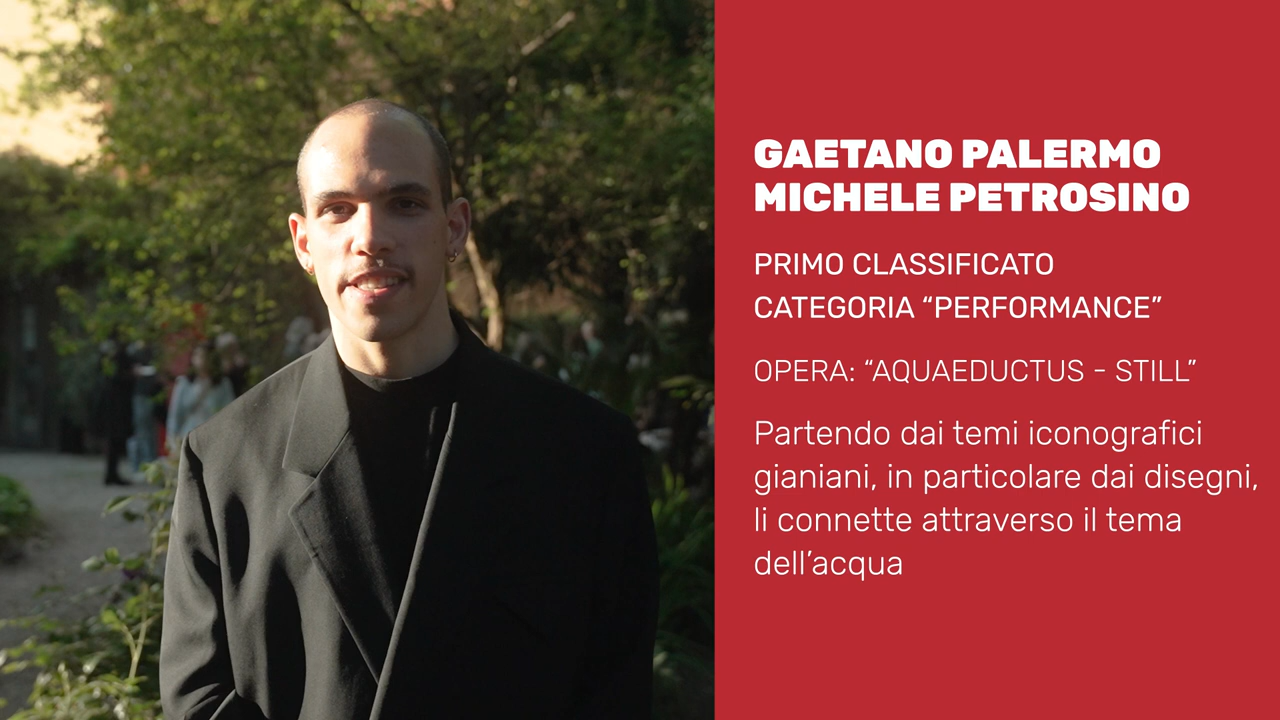 GAETANO PALERMO
MICHELE PETROSINO
PRIMO CLASSIFICATO
CATEGORIA “PERFORMANCE”
OPERA: “AQUAEDUCTUS - STILL”
Partendo dai temi iconografici
gianiani, in particolare dai disegni,
li connette attraverso il tema
dell’acqua